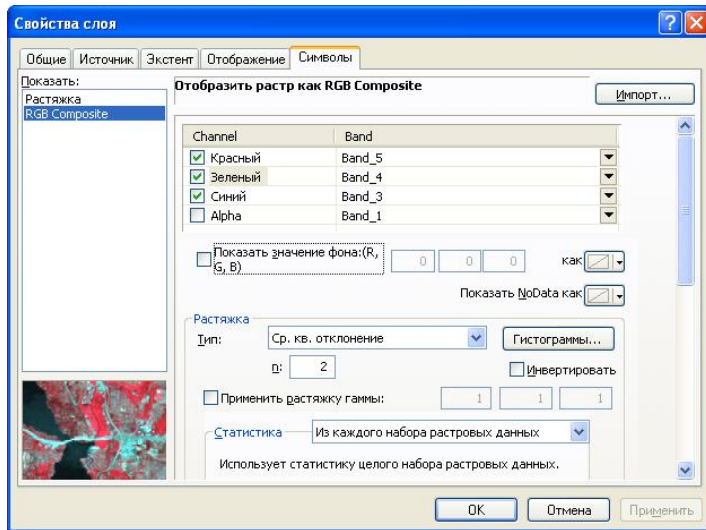 Свойства слоя
Общие Источник Экстент Отображение Символы
Показать:
Растяжка
RGB Composite
Отобразить растр как RGB Composite
Импорт...
Channel Band
Красный Band_5
Зеленый Band_4
Синий Band_3
Alpha Band_1
Показать значение фона:(R, G, B) 0 0 0 как
Показать NoData как
Растяжка
Тип: Ср. кв. отклонение Гистограммы...
n: 2 Инвертировать
Применить растяжку гаммы: 1 1 1
Статистика Из каждого набора растровых данных
Использует статистику целого набора растровых данных.
OK Отмена Применить